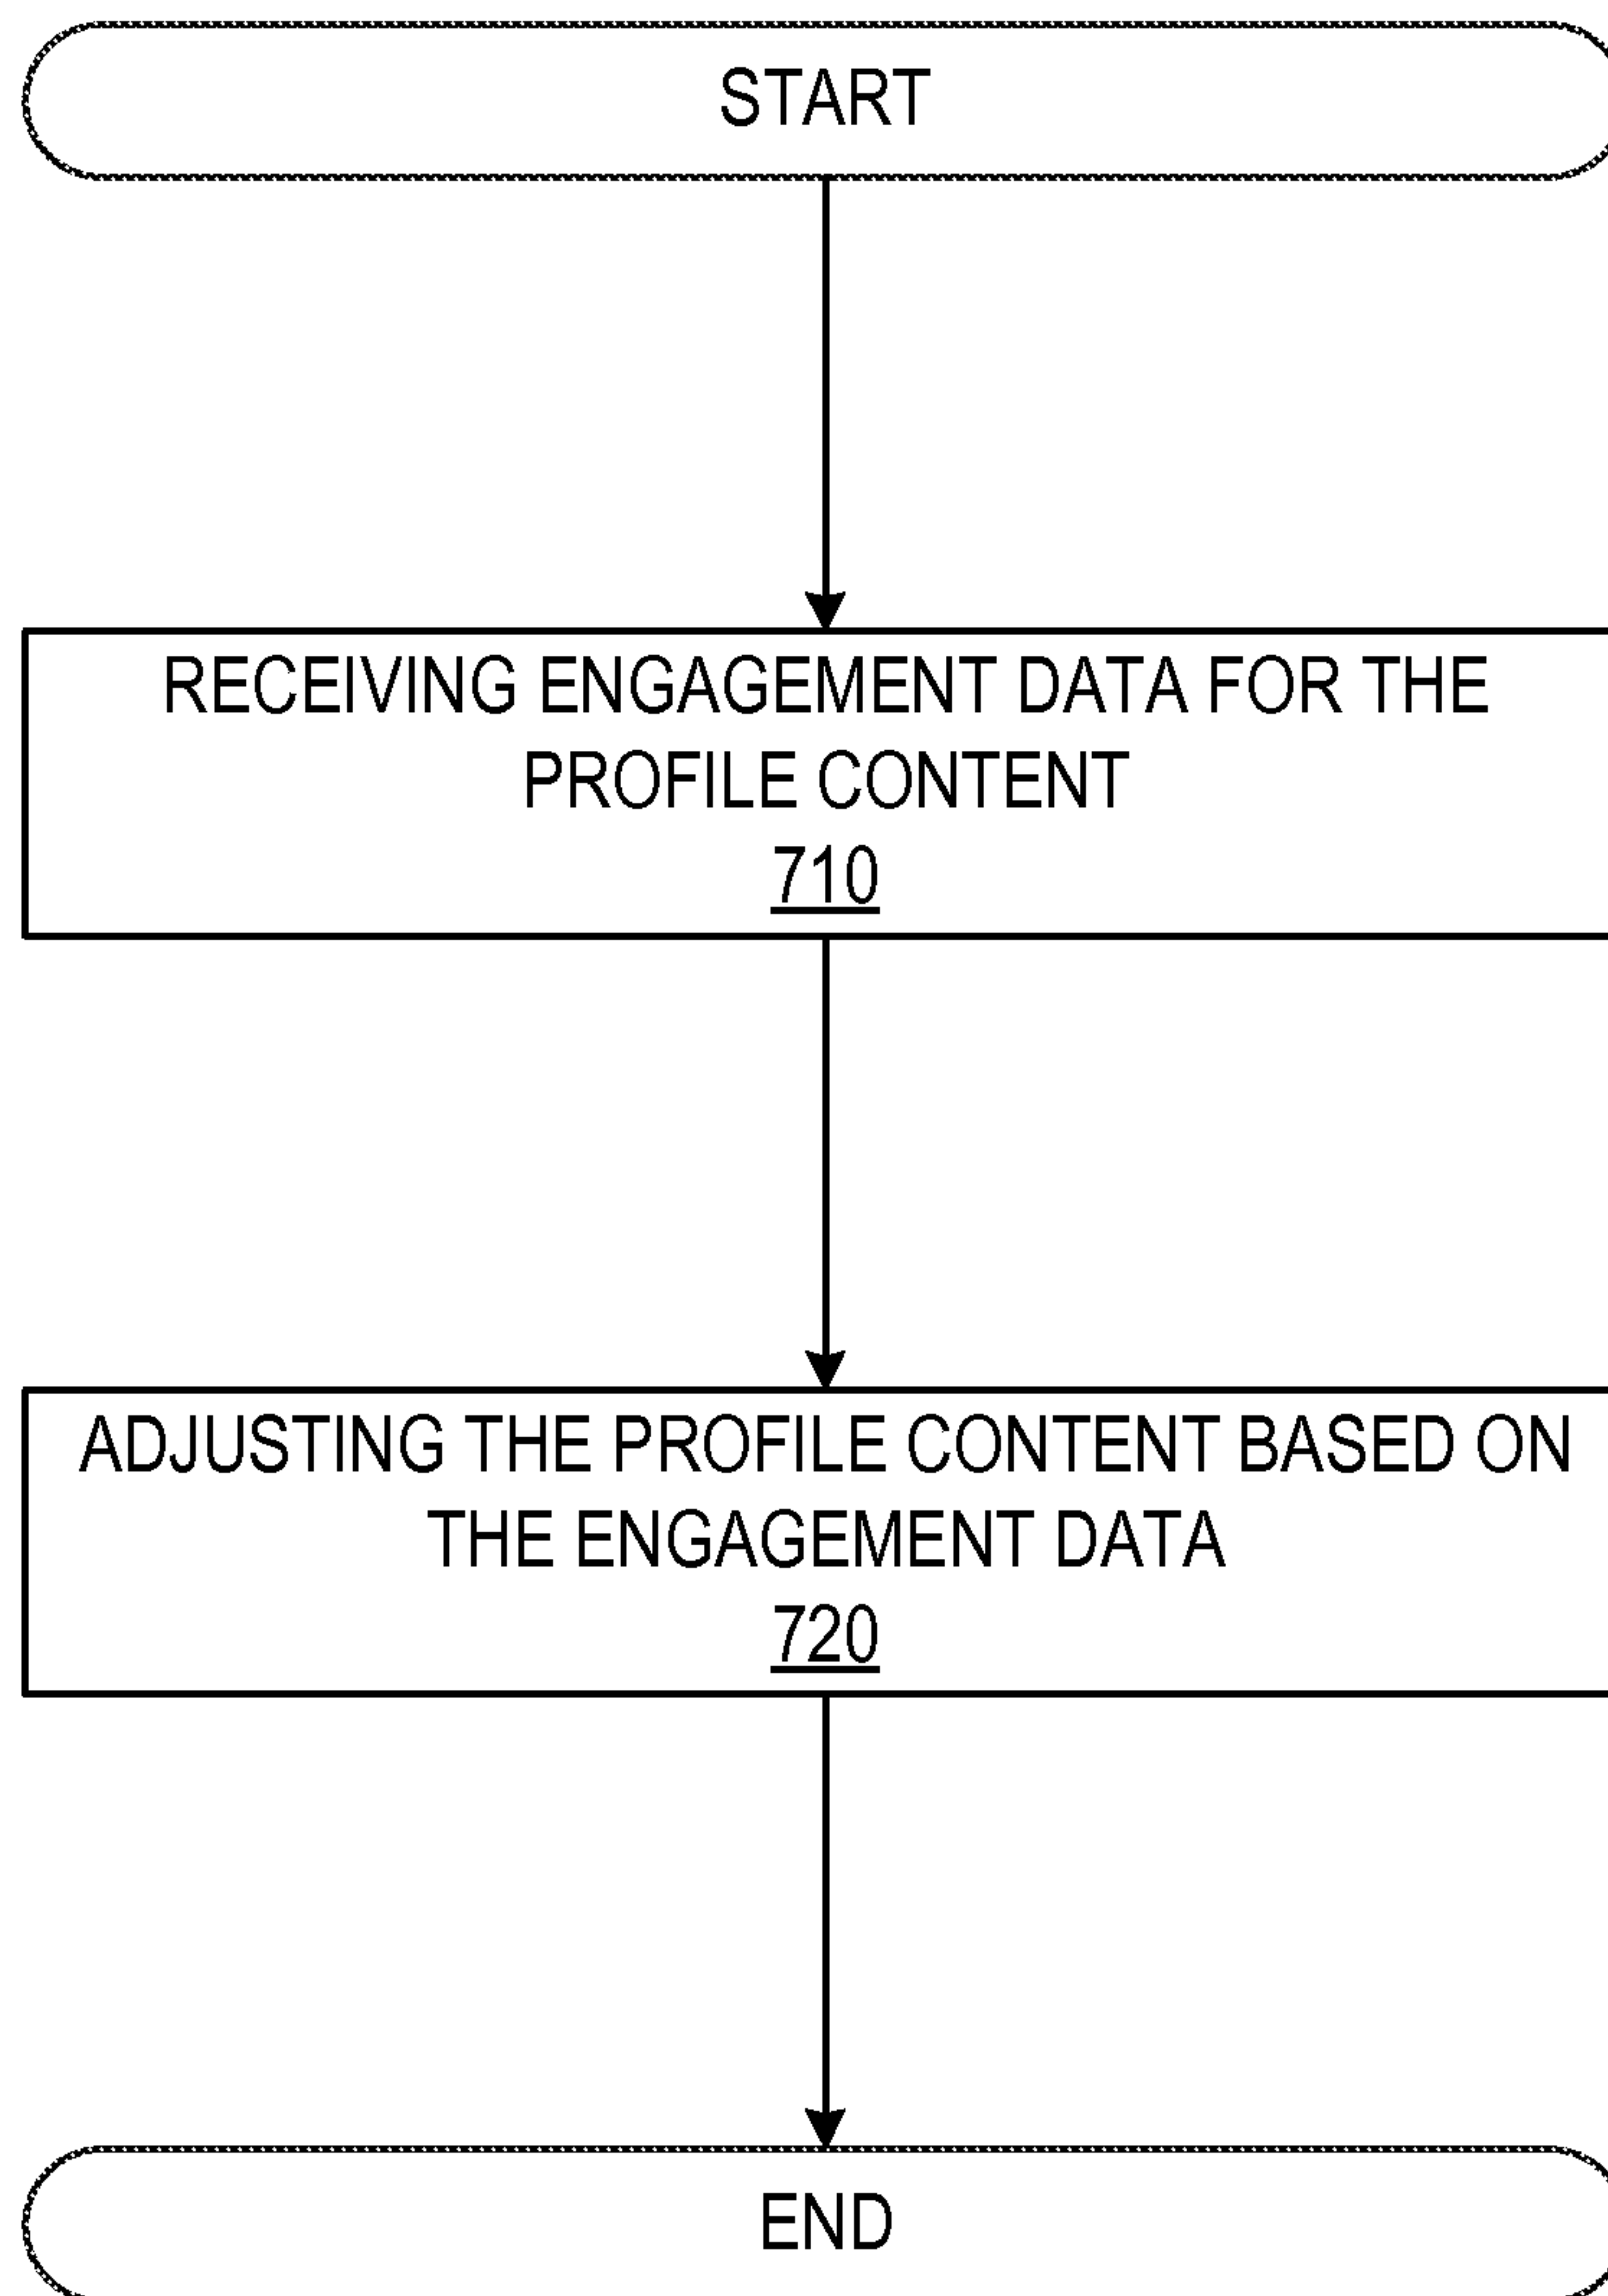 START
RECEIVING ENGAGEMENT DATA FOR THE
PROFILE CONTENT
710
ADJUSTING THE PROFILE CONTENT BASED ON
THE ENGAGEMENT DATA
720
END